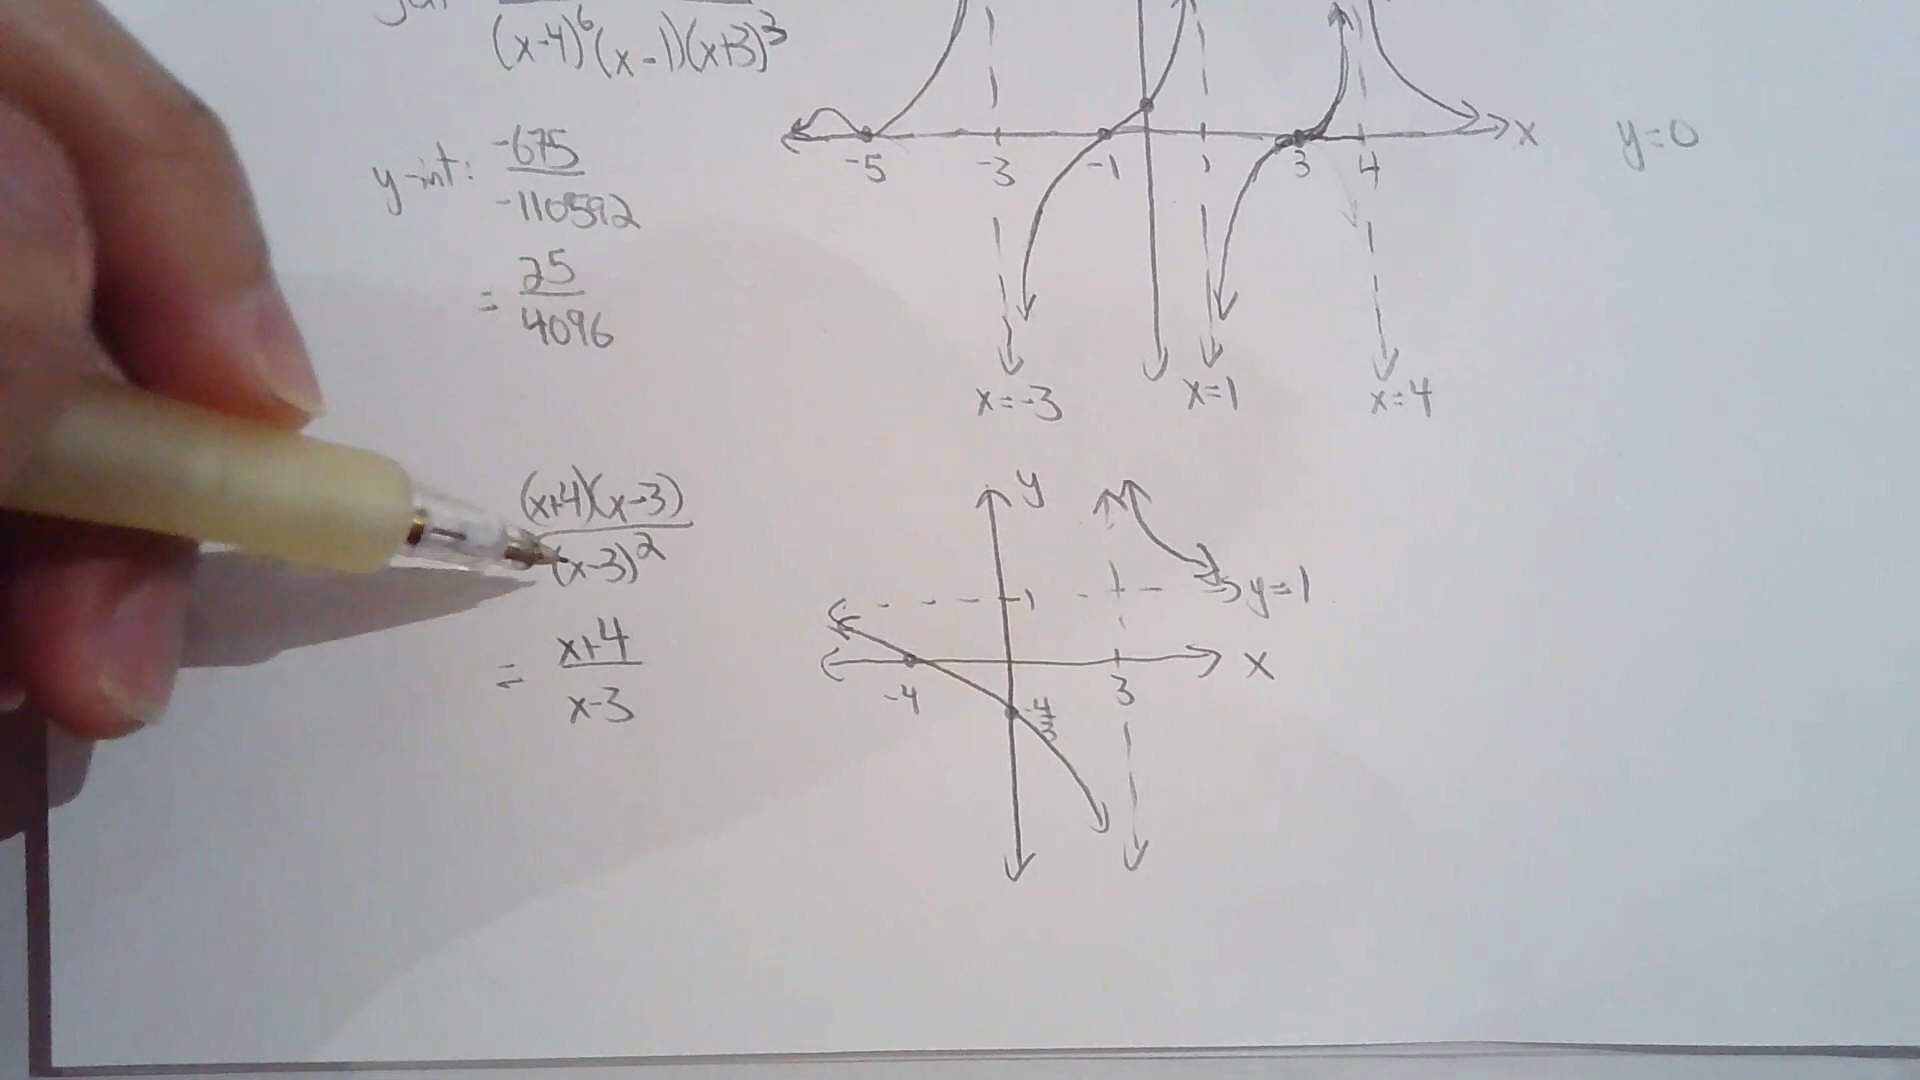 (x-4)⁶(x-1)(x+3)³
y-int: -675
-110592
= 25
4096
-5 -3 -1 1 3 4 x y=0
x=-3 x=1 x=4
(x+4)(x-3)
(x-3)²
= x+4
x-3
y
1 y=1
x
-4 3
-4/3